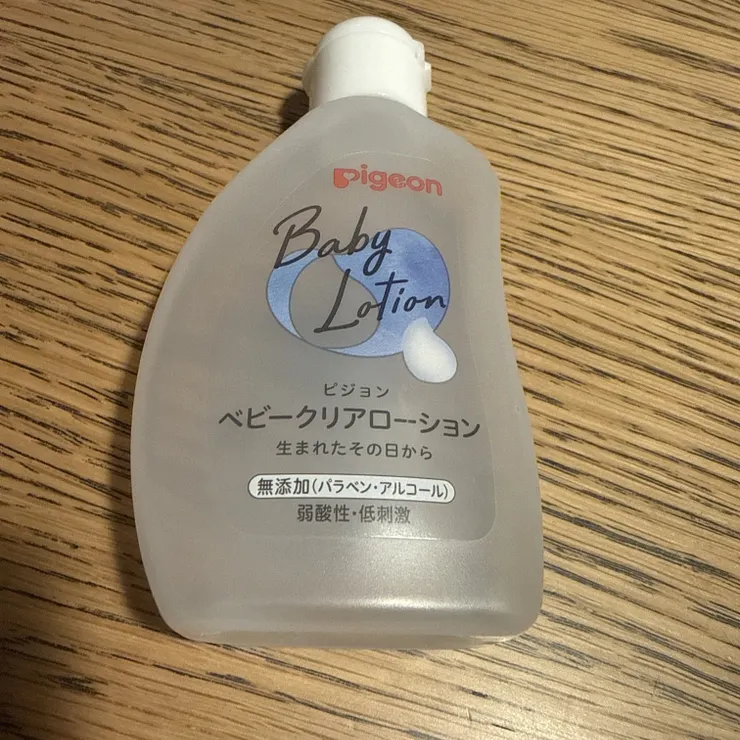 Pigeon
Baby
Lotion
ピジョン
ベビークリアローション
生まれたその日から
無添加(パラベン・アルコール)
弱酸性・低刺激